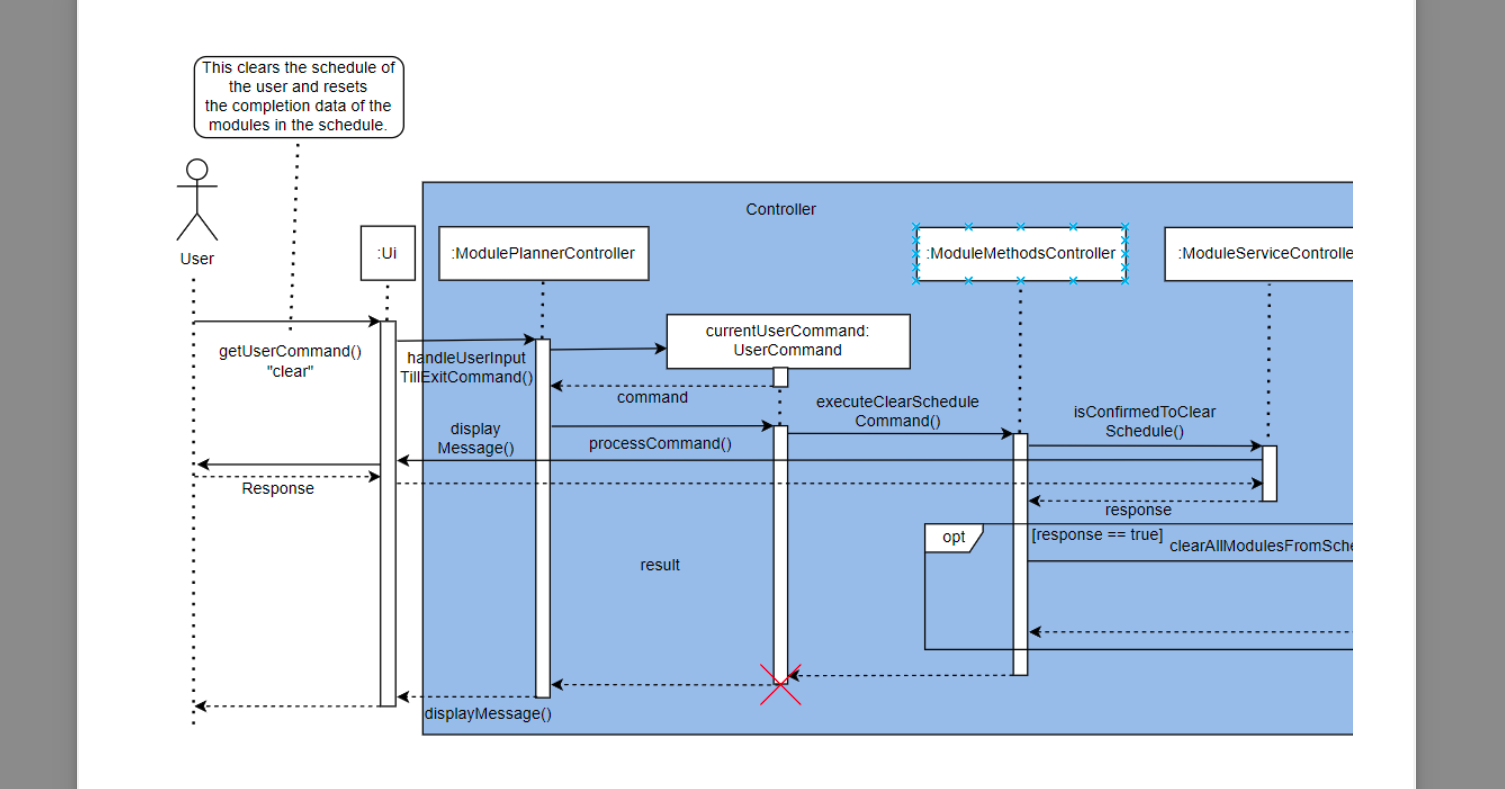 This clears the schedule of
the user and resets
the completion data of the
modules in the schedule.
User
Controller
:Ui
:ModulePlannerController
:ModuleMethodsController
:ModuleServiceControlle
currentUserCommand:
UserCommand
getUserCommand()
"clear"
handleUserInput
TillExitCommand()
command
executeClearSchedule
Command()
isConfirmedToClear
Schedule()
display
Message()
processCommand()
Response
response
opt
[response == true]
clearAllModulesFromSche
result
displayMessage()